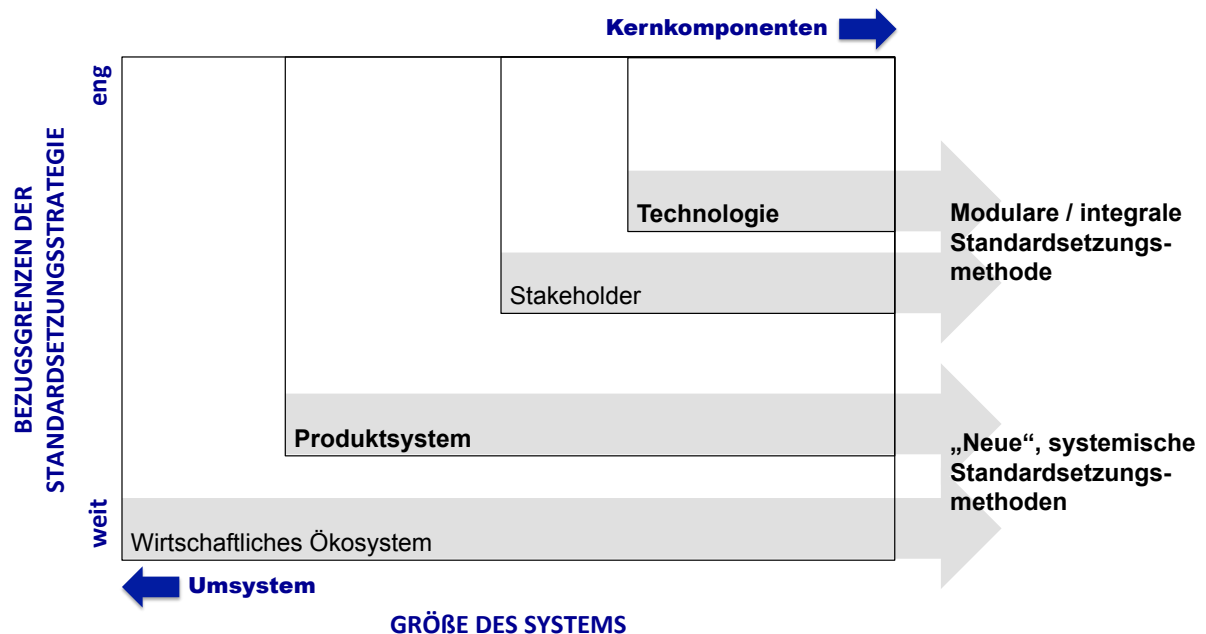 Kernkomponenten
eng
BEZUGSGRENZEN DER
STANDARDSETZUNGSSTRATEGIE
weit
Technologie
Modulare / integrale
Standardsetzungs-
methode
Stakeholder
Produktsystem
„Neue“, systemische
Standardsetzungs-
methoden
Wirtschaftliches Ökosystem
Umsystem
GRÖßE DES SYSTEMS